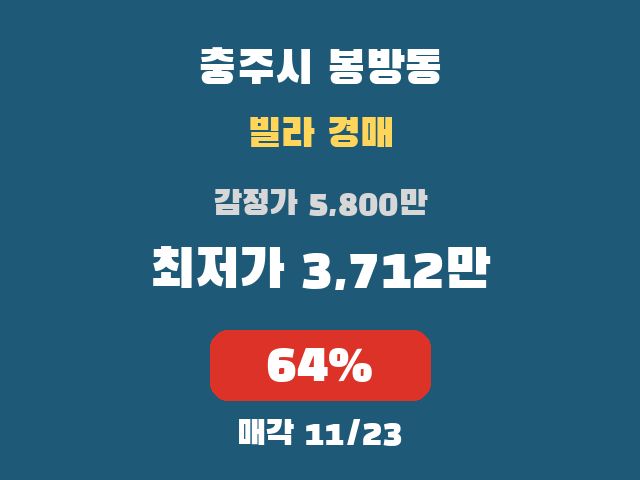 충주시 봉방동
빌라 경매
감정가 5,800만
최저가 3,712만
64%
매각 11/23